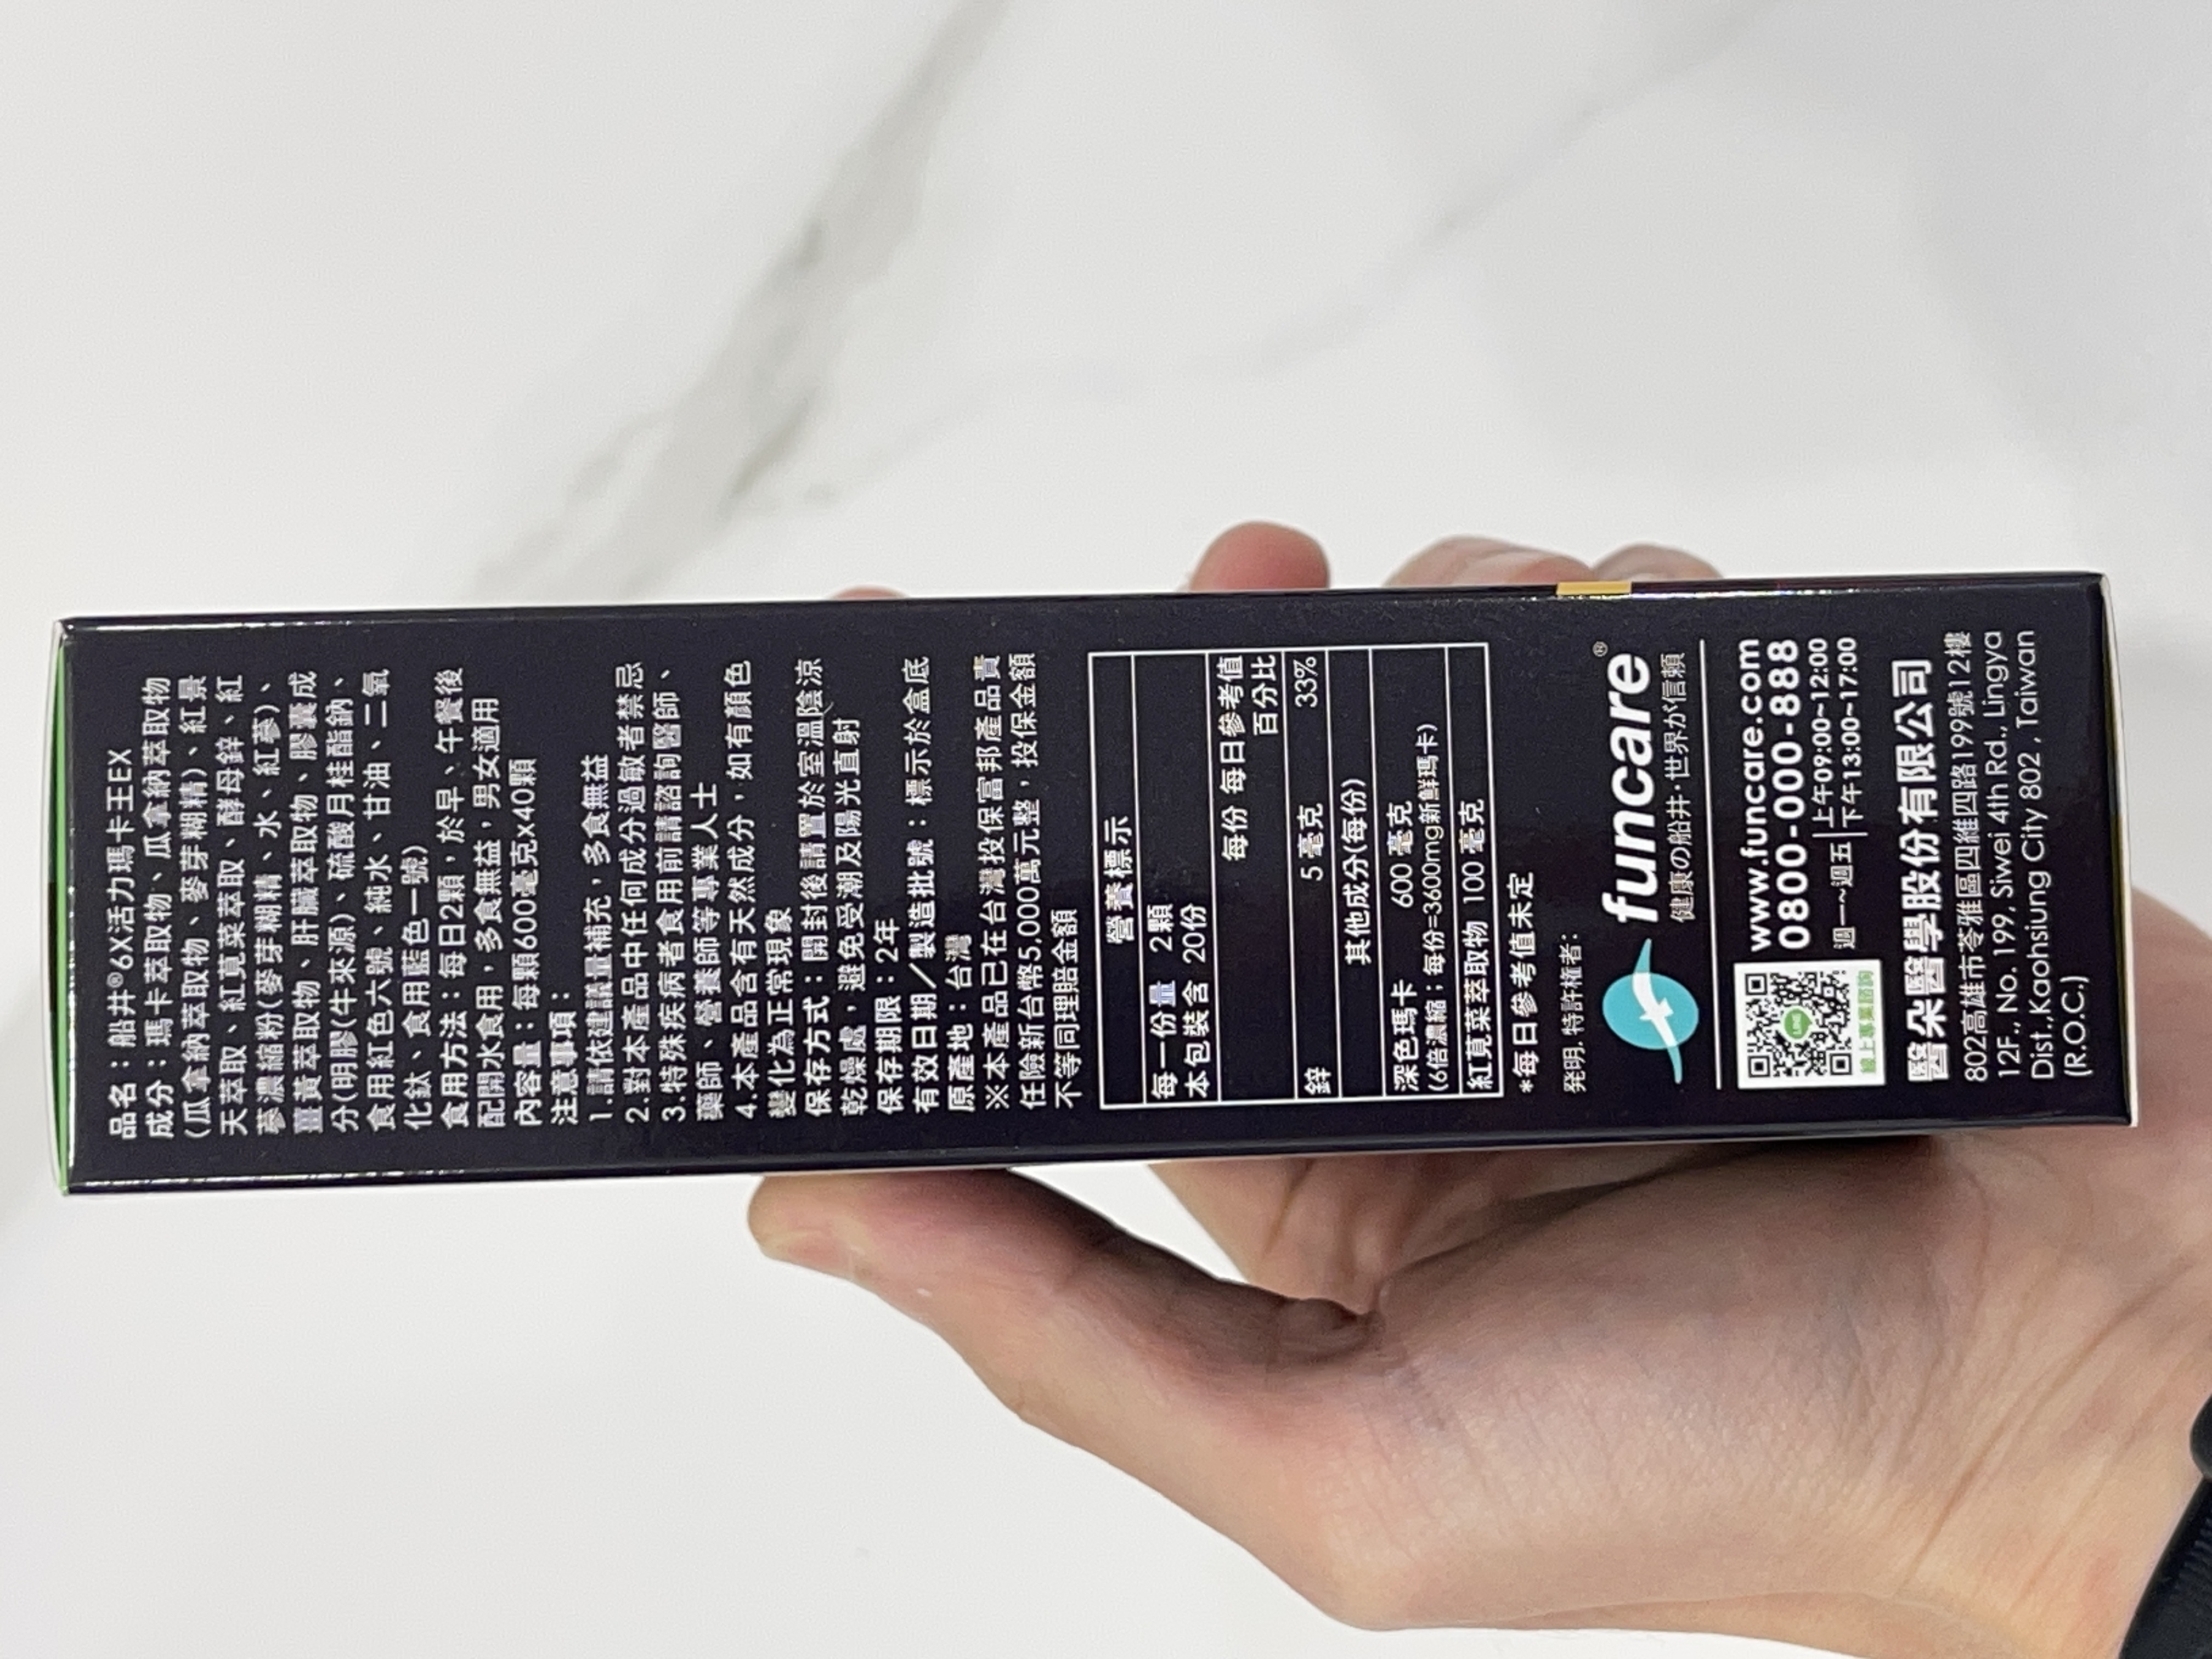 品名：船井®6X活力瑪卡王EX
成分：瑪卡萃取物、瓜拿納萃取物
(瓜拿納萃取物、麥芽糊精)、紅景
天萃取、紅莧菜萃取、酵母鋅、紅
蔘濃縮粉(麥芽糊精、水、紅蔘)、
薑黃萃取物、肝臟萃取物、膠囊成
分(明膠(牛來源)、硫酸月桂酯鈉、
食用紅色六號、純水、甘油、二氧
化鈦、食用藍色一號)
食用方法：每日2顆，於早、午餐後
配開水食用，多食無益，男女適用
內容量：每顆600毫克x40顆
注意事項：
1.請依建議量補充，多食無益
2.對本產品中任何成分過敏者禁忌
3.特殊疾病者食用前請諮詢醫師、
藥師、營養師等專業人士
4.本產品含有天然成分，如有顏色
變化為正常現象
保存方式：開封後請置於室溫陰涼
乾燥處，避免受潮及陽光直射
保存期限：2年
有效日期／製造批號：標示於盒底
原產地：台灣
※本產品已在台灣投保富邦產品責
任險新台幣5,000萬元整，投保金額
不等同理賠金額
營養標示
每一份量 2顆
本包裝含 20份
每份 每日參考值
百分比
鋅 5 毫克 33%
其他成分(每份)
深色瑪卡 600 毫克
(6倍濃縮；每份=3600mg新鮮瑪卡)
紅莧菜萃取物 100 毫克
*每日參考值未定
発明．特許権者：
funcare®
健康の船井·世界が信頼
www.funcare.com
0800-000-888
週一~週五 上午09:00~12:00
下午13:00~17:00
LINE
線上專業諮詢
醫朵醫學股份有限公司
802高雄市苓雅區四維四路199號12樓
12F., No. 199, Siwei 4th Rd., Lingya
Dist.,Kaohsiung City 802 , Taiwan
(R.O.C.)